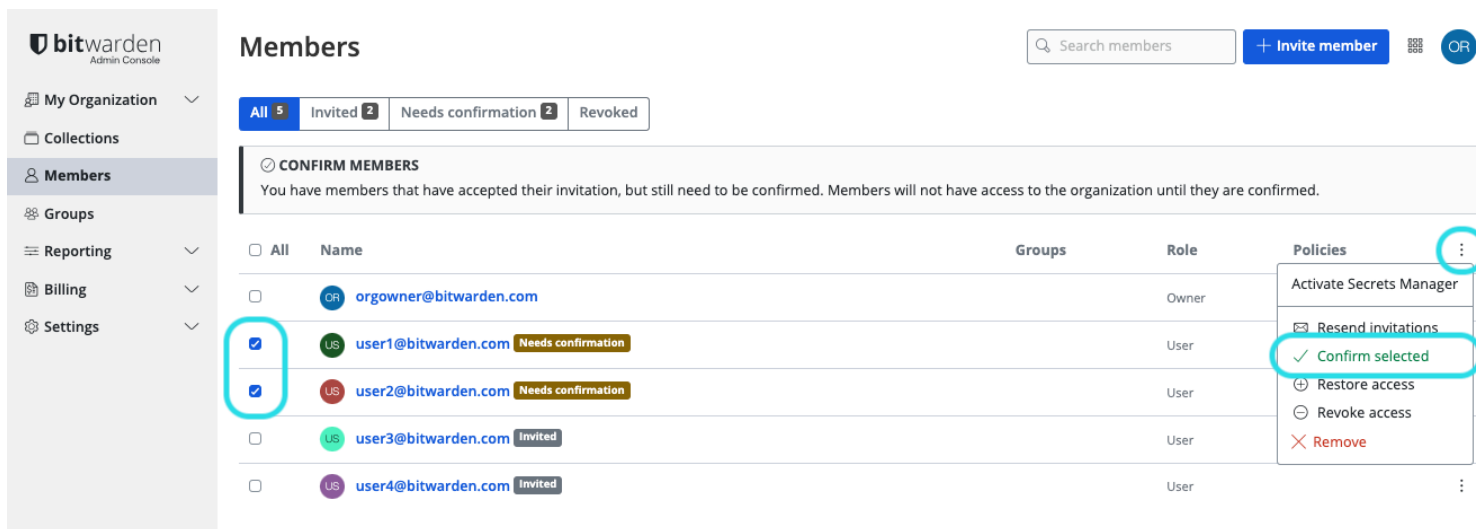 bitwarden
Admin Console
My Organization
Collections
Members
Groups
Reporting
Billing
Settings
Members
Search members
+ Invite member
OR
All 5
Invited 2
Needs confirmation 2
Revoked
CONFIRM MEMBERS
You have members that have accepted their invitation, but still need to be confirmed. Members will not have access to the organization until they are confirmed.
All Name Groups Role Policies
OR orgowner@bitwarden.com Owner
US user1@bitwarden.com Needs confirmation User
US user2@bitwarden.com Needs confirmation User
US user3@bitwarden.com Invited User
US user4@bitwarden.com Invited User
Activate Secrets Manager
Resend invitations
Confirm selected
Restore access
Revoke access
Remove